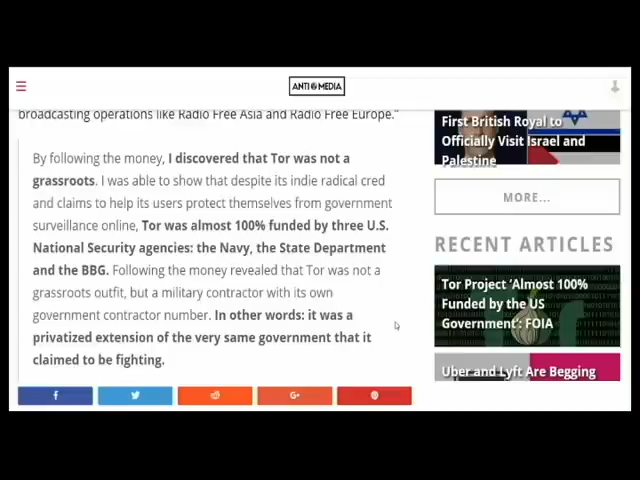 ANTI MEDIA
broadcasting operations like Radio Free Asia and Radio Free Europe."
By following the money, I discovered that Tor was not a
grassroots. I was able to show that despite its indie radical cred
and claims to help its users protect themselves from government
surveillance online, Tor was almost 100% funded by three U.S.
National Security agencies: the Navy, the State Department
and the BBG. Following the money revealed that Tor was not a
grassroots outfit, but a military contractor with its own
government contractor number. In other words: it was a
privatized extension of the very same government that it
claimed to be fighting.
First British Royal to
Officially Visit Israel and
Palestine
MORE...
RECENT ARTICLES
Tor Project 'Almost 100%
Funded by the US
Government': FOIA
Uber and Lyft Are Begging